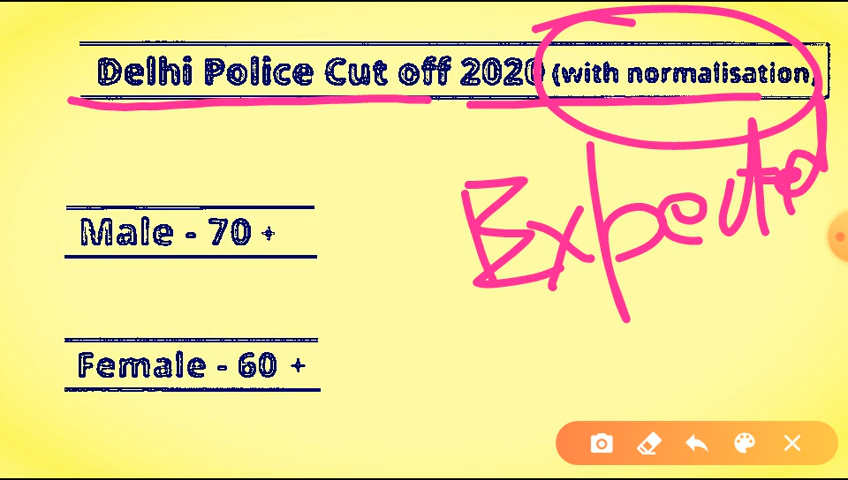 Delhi Police Cut off 2020 (with normalisation)
Expected
Male - 70 +
Female - 60 +